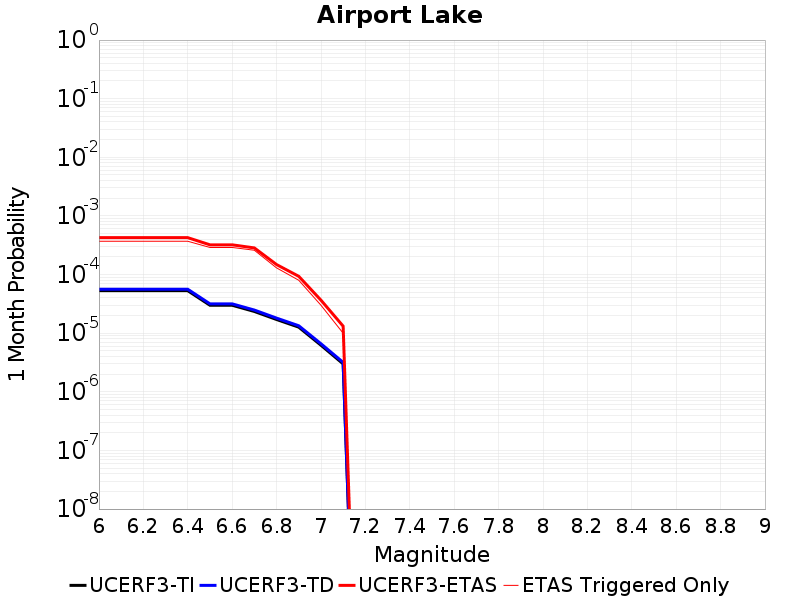 Airport Lake
10^0
10^-1
10^-2
10^-3
10^-4
10^-5
10^-6
10^-7
10^-8
1 Month Probability
6 6.2 6.4 6.6 6.8 7 7.2 7.4 7.6 7.8 8 8.2 8.4 8.6 8.8 9
Magnitude
UCERF3-TI UCERF3-TD UCERF3-ETAS ETAS Triggered Only